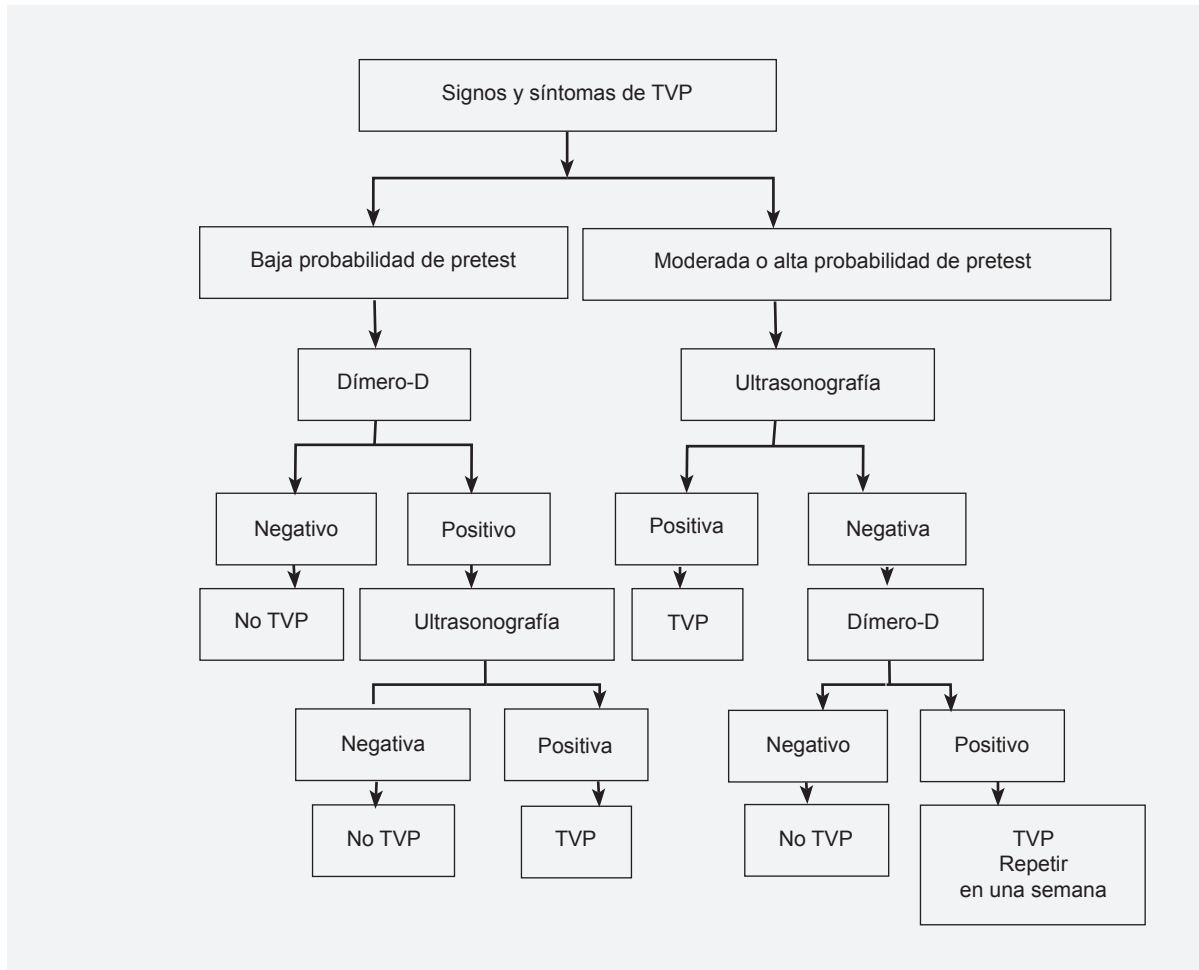 Signos y síntomas de TVP
Baja probabilidad de pretest
Moderada o alta probabilidad de pretest
Dímero-D
Ultrasonografía
Negativo
Positivo
Positiva
Negativa
No TVP
Ultrasonografía
TVP
Dímero-D
Negativa
Positiva
Negativo
Positivo
No TVP
TVP
No TVP
TVP
Repetir
en una semana